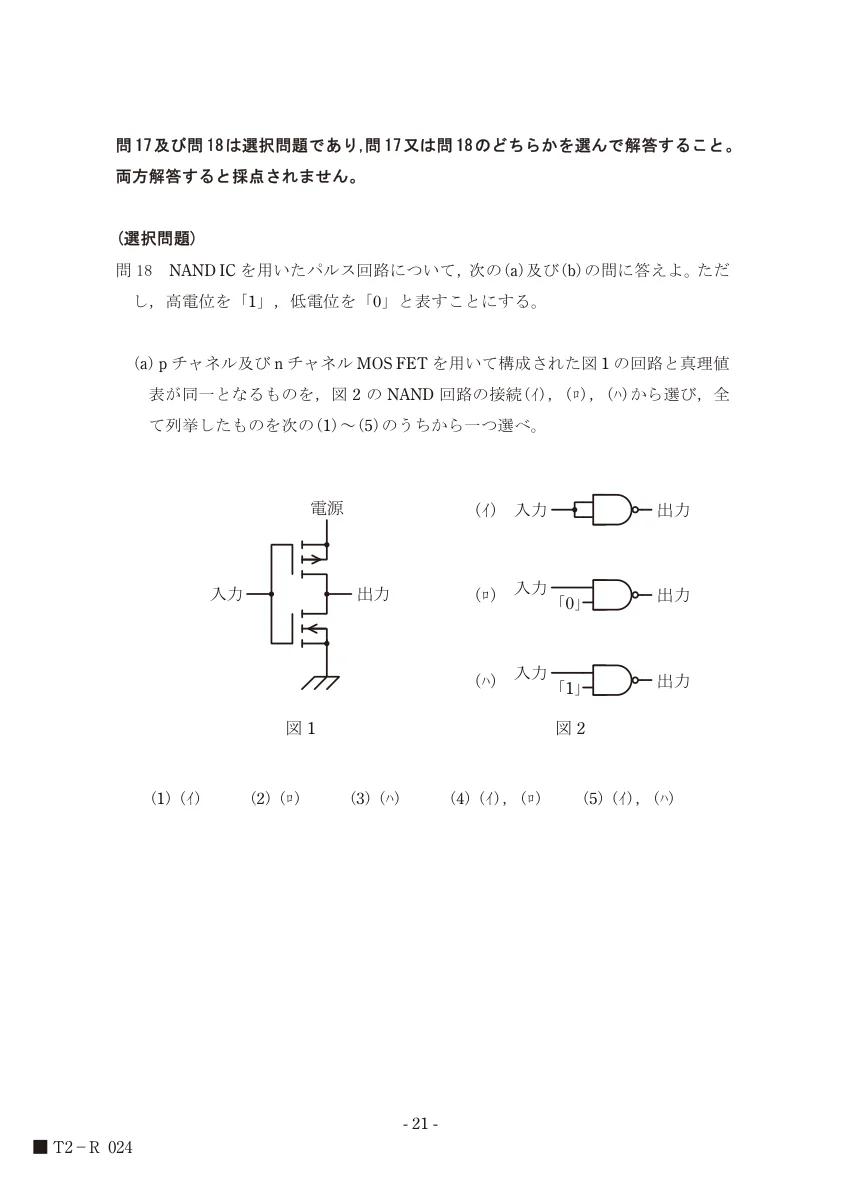 問17及び問18は選択問題であり,問17又は問18のどちらかを選んで解答すること。
両方解答すると採点されません。
(選択問題)
問18　NAND IC を用いたパルス回路について, 次の(a)及び(b)の問に答えよ。ただ
し, 高電位を「1」, 低電位を「0」と表すことにする。
(a) p チャネル及び n チャネル MOS FET を用いて構成された図 1 の回路と真理値
表が同一となるものを, 図 2 の NAND 回路の接続(ｲ), (ﾛ), (ﾊ)から選び, 全
て列挙したものを次の(1)～(5)のうちから一つ選べ。
電源
入力
出力
図 1
(ｲ) 入力 出力
(ﾛ) 入力 「0」 出力
(ﾊ) 入力 「1」 出力
図 2
(1) (ｲ)　(2) (ﾛ)　(3) (ﾊ)　(4) (ｲ), (ﾛ)　(5) (ｲ), (ﾊ)
- 21 -
■ T2－R 024